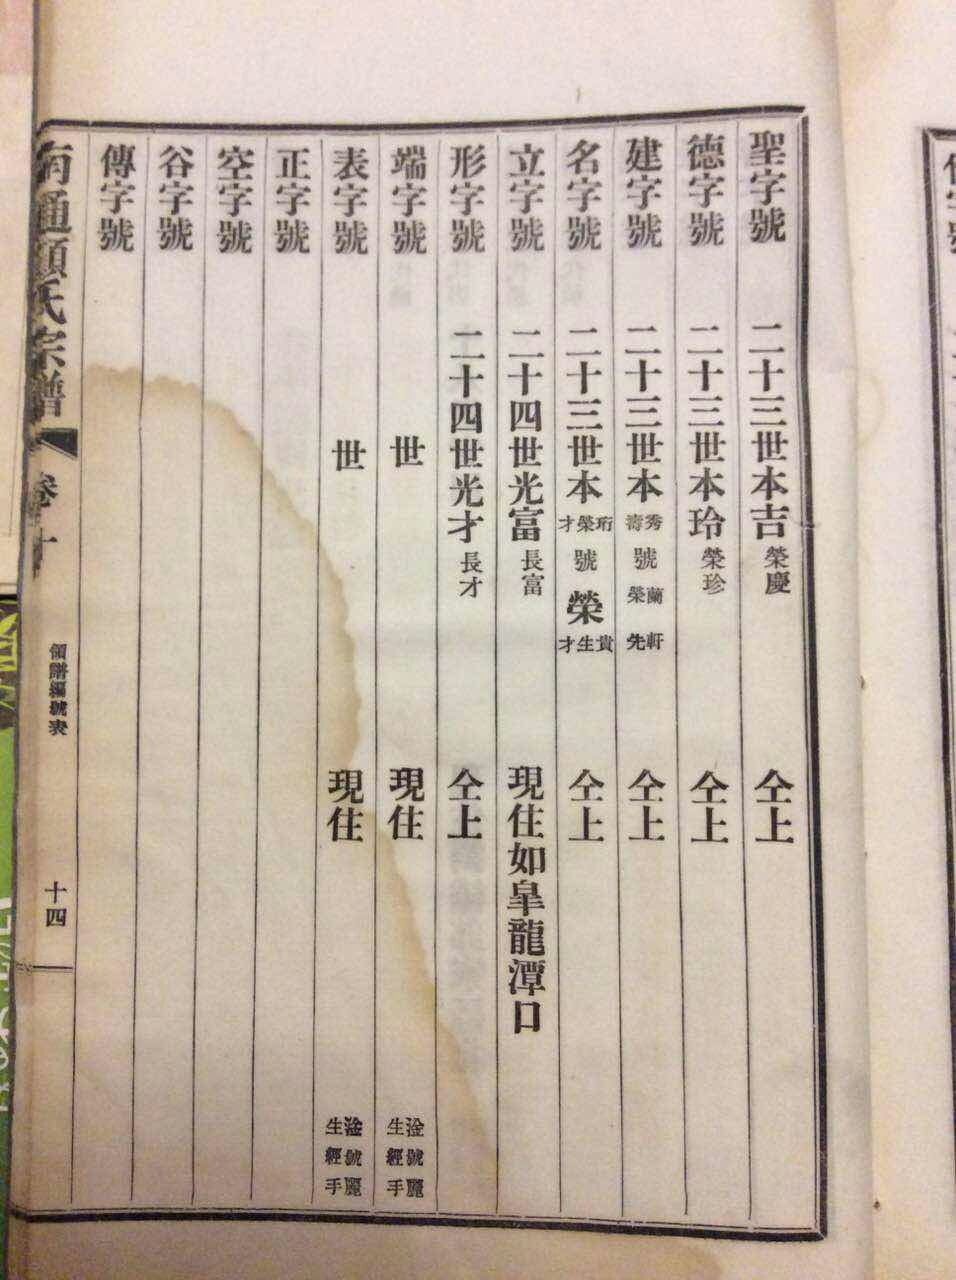 聖字號 二十三世本吉 榮慶 仝上
德字號 二十三世本玲 榮珍 仝上
建字號 二十三世本 秀壽 號 蘭軒 榮先 仝上
名字號 二十三世本 珩榮才 號 榮 貴生才 仝上
立字號 二十四世光富 長富 現住如皐龍潭口
形字號 二十四世光才 長才 仝上
端字號 世 現住 淦號麗生經手
表字號 世 現住 淦號麗生經手
正字號
空字號
谷字號
傳字號
南通顧氏宗譜 卷十 領譜編號表 十四